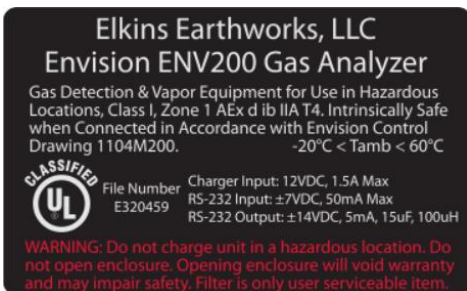 Elkins Earthworks, LLC
Envision ENV200 Gas Analyzer
Gas Detection & Vapor Equipment for Use in Hazardous
Locations, Class I, Zone 1 AEx d ib IIA T4. Intrinsically Safe
when Connected in Accordance with Envision Control
Drawing 1104M200. -20°C < Tamb < 60°C
CLASSIFIED
UL
File Number
E320459
Charger Input: 12VDC, 1.5A Max
RS-232 Input: ±7VDC, 50mA Max
RS-232 Output: ±14VDC, 5mA, 15uF, 100uH
WARNING: Do not charge unit in a hazardous location. Do
not open enclosure. Opening enclosure will void warranty
and may impair safety. Filter is only user serviceable item.